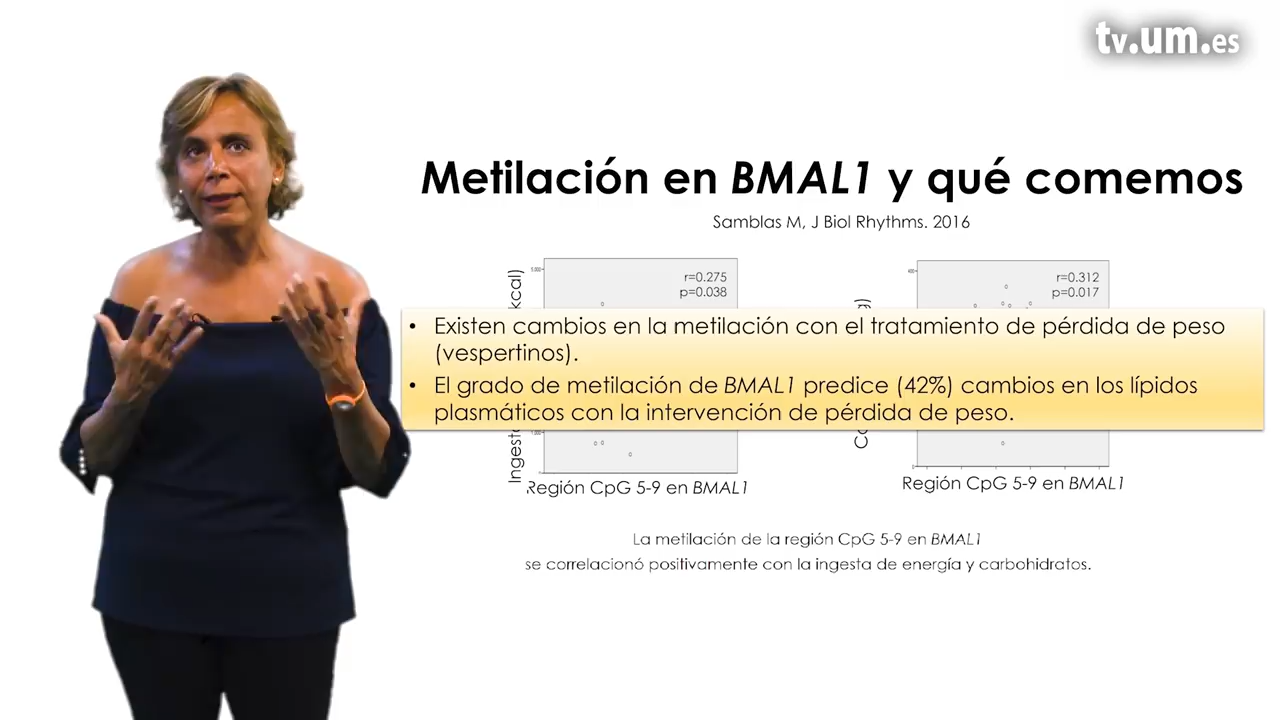 tv.um.es
Metilación en BMAL1 y qué comemos
Samblas M, J Biol Rhythms. 2016
5.000
r=0.275
p=0.038
kcal)
r=0.312
p=0.017
• Existen cambios en la metilación con el tratamiento de pérdida de peso
(vespertinos).
• El grado de metilación de BMAL1 predice (42%) cambios en los lípidos
plasmáticos con la intervención de pérdida de peso.
Región CpG 5-9 en BMAL1
Región CpG 5-9 en BMAL1
La metilación de la región CpG 5-9 en BMAL1
se correlacionó positivamente con la ingesta de energía y carbohidratos.